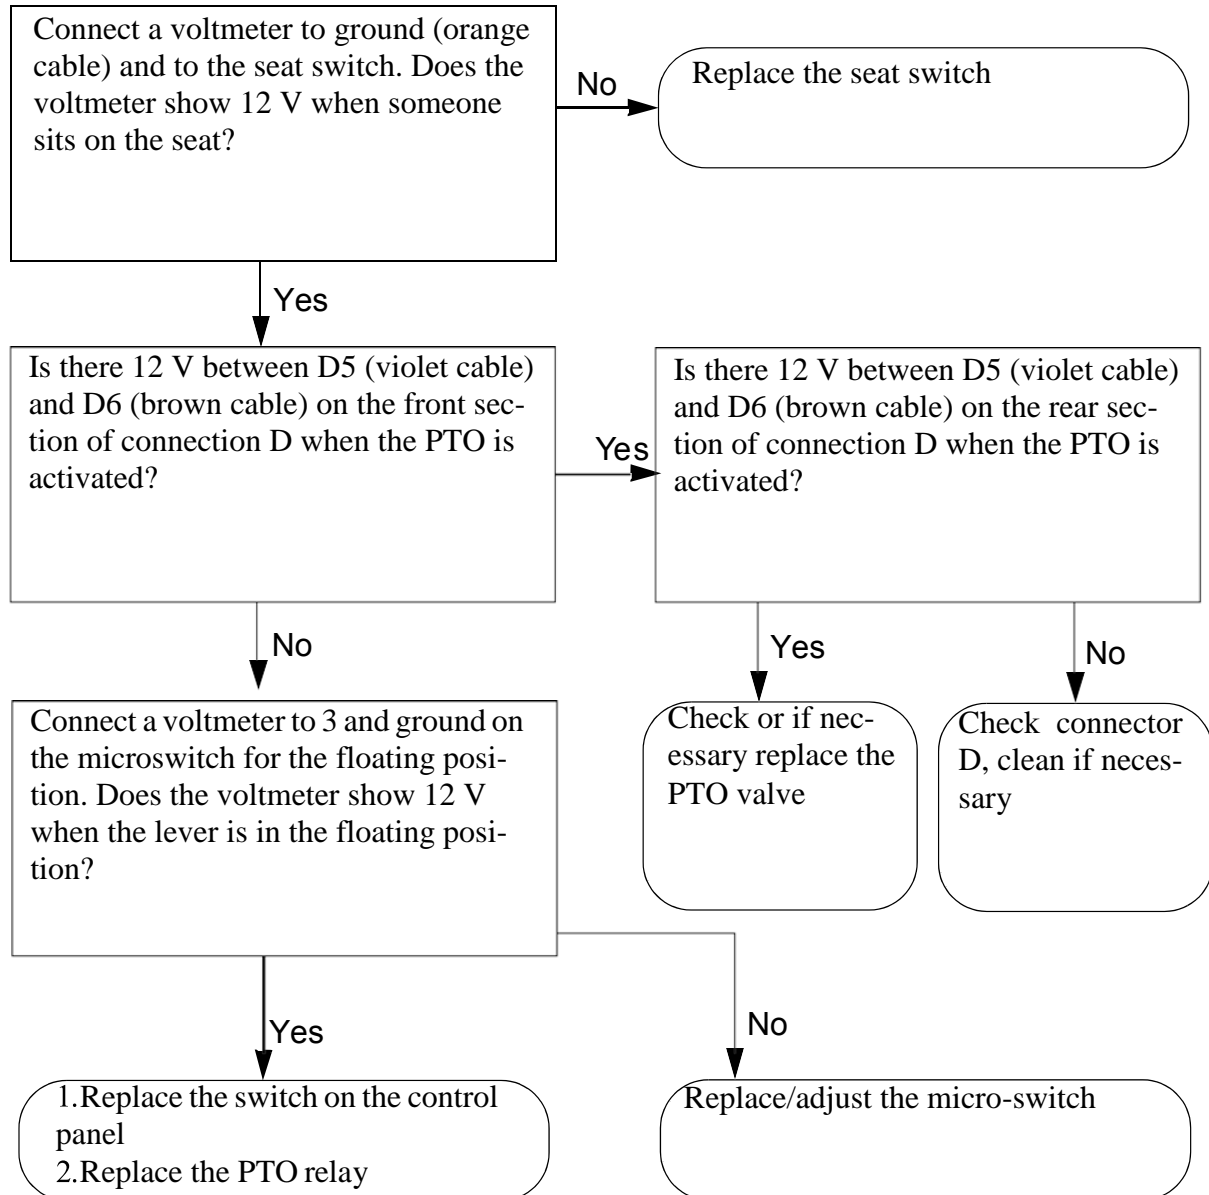 Connect a voltmeter to ground (orange
cable) and to the seat switch. Does the
voltmeter show 12 V when someone
sits on the seat?
No
Replace the seat switch
Yes
Is there 12 V between D5 (violet cable)
and D6 (brown cable) on the front sec-
tion of connection D when the PTO is
activated?
Yes
Is there 12 V between D5 (violet cable)
and D6 (brown cable) on the rear sec-
tion of connection D when the PTO is
activated?
No
Yes
No
Connect a voltmeter to 3 and ground on
the microswitch for the floating posi-
tion. Does the voltmeter show 12 V
when the lever is in the floating posi-
tion?
Check or if nec-
essary replace the
PTO valve
Check connector
D, clean if neces-
sary
Yes
No
1.Replace the switch on the control
panel
2.Replace the PTO relay
Replace/adjust the micro-switch